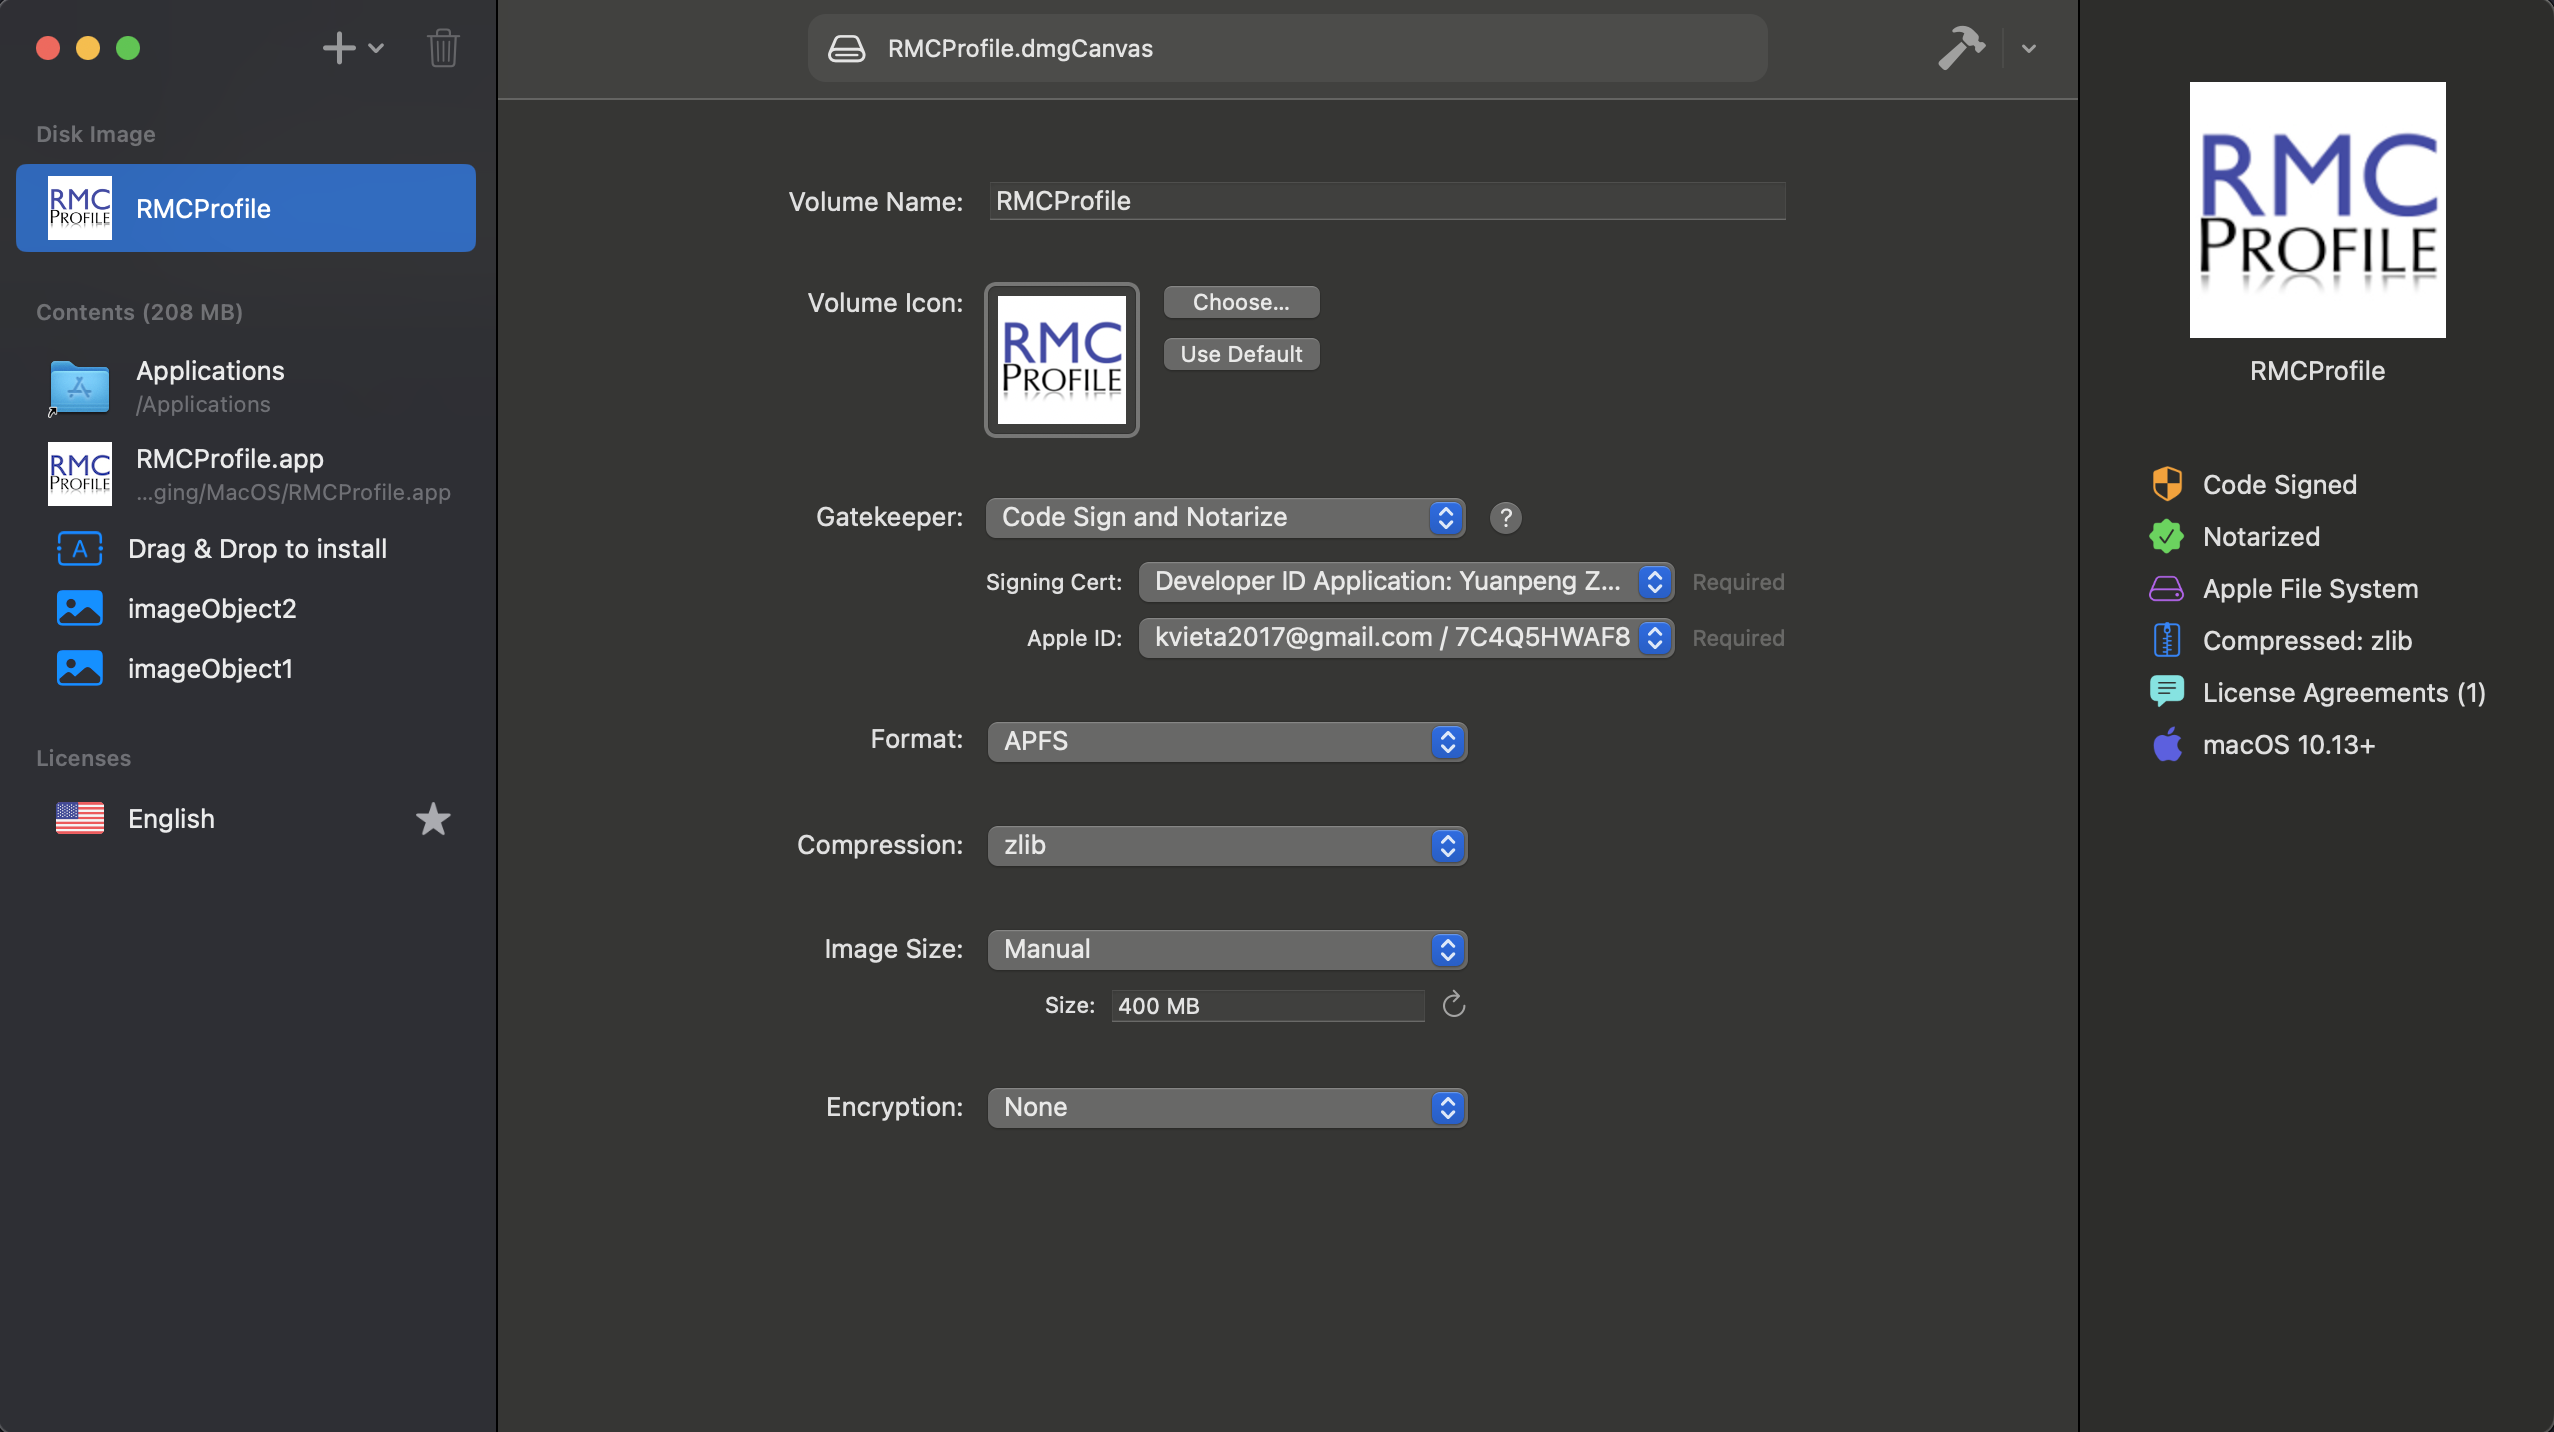 RMCProfile.dmgCanvas
Disk Image
RMC
PROFILE
RMCProfile
Contents (208 MB)
Applications
/Applications
RMC
PROFILE
RMCProfile.app
...ging/MacOS/RMCProfile.app
A
Drag & Drop to install
imageObject2
imageObject1
Licenses
English
Volume Name: RMCProfile
Volume Icon:
RMC
PROFILE
Choose...
Use Default
Gatekeeper: Code Sign and Notarize ?
Signing Cert: Developer ID Application: Yuanpeng Z... Required
Apple ID: kvieta2017@gmail.com / 7C4Q5HWAF8 Required
Format: APFS
Compression: zlib
Image Size: Manual
Size: 400 MB
Encryption: None
RMC
PROFILE
RMCProfile
Code Signed
Notarized
Apple File System
Compressed: zlib
License Agreements (1)
macOS 10.13+